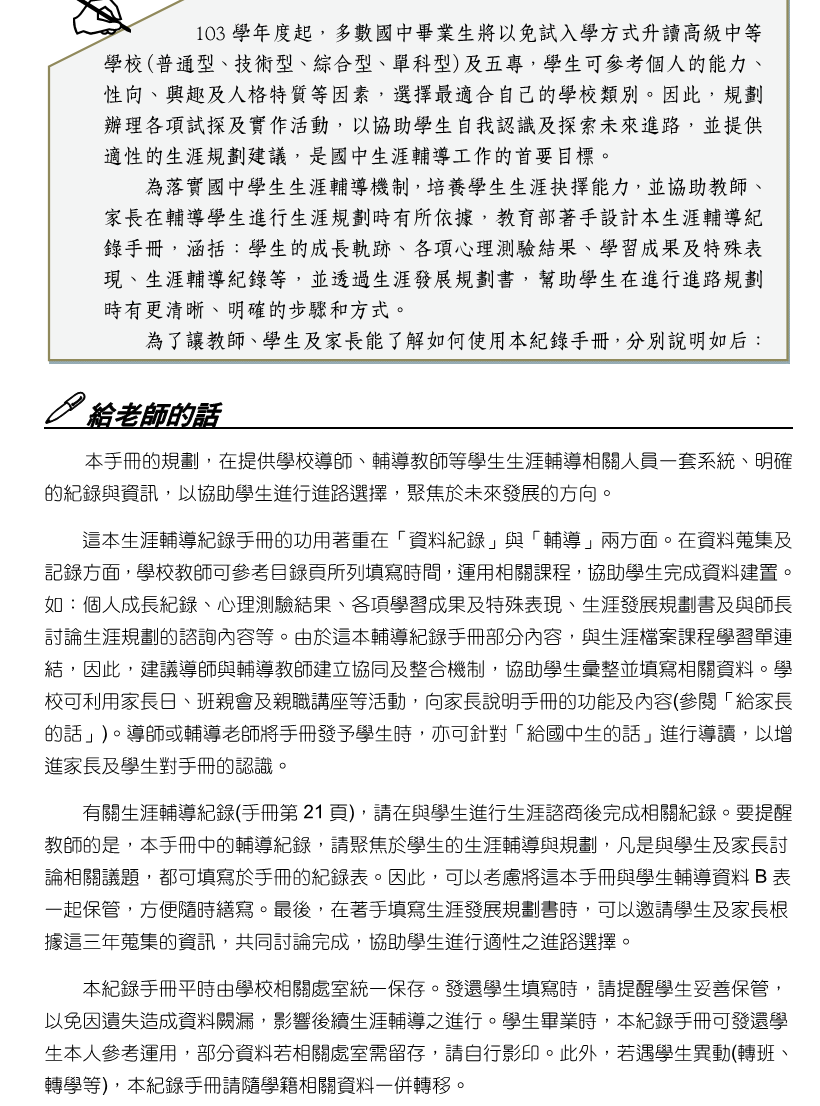 103 學年度起，多數國中畢業生將以免試入學方式升讀高級中等
學校(普通型、技術型、綜合型、單科型)及五專，學生可參考個人的能力、
性向、興趣及人格特質等因素，選擇最適合自己的學校類別。因此，規劃
辦理各項試探及實作活動，以協助學生自我認識及探索未來進路，並提供
適性的生涯規劃建議，是國中生涯輔導工作的首要目標。
為落實國中學生生涯輔導機制，培養學生生涯抉擇能力，並協助教師、
家長在輔導學生進行生涯規劃時有所依據，教育部著手設計本生涯輔導紀
錄手冊，涵括：學生的成長軌跡、各項心理測驗結果、學習成果及特殊表
現、生涯輔導紀錄等，並透過生涯發展規劃書，幫助學生在進行進路規劃
時有更清晰、明確的步驟和方式。
為了讓教師、學生及家長能了解如何使用本紀錄手冊，分別說明如后：
給老師的話
本手冊的規劃，在提供學校導師、輔導教師等學生生涯輔導相關人員一套系統、明確
的紀錄與資訊，以協助學生進行進路選擇，聚焦於未來發展的方向。
這本生涯輔導紀錄手冊的功用著重在「資料紀錄」與「輔導」兩方面。在資料蒐集及
記錄方面，學校教師可參考目錄頁所列填寫時間，運用相關課程，協助學生完成資料建置。
如：個人成長紀錄、心理測驗結果、各項學習成果及特殊表現、生涯發展規劃書及與師長
討論生涯規劃的諮詢內容等。由於這本輔導紀錄手冊部分內容，與生涯檔案課程學習單連
結，因此，建議導師與輔導教師建立協同及整合機制，協助學生彙整並填寫相關資料。學
校可利用家長日、班親會及親職講座等活動，向家長說明手冊的功能及內容(參閱「給家長
的話」)。導師或輔導老師將手冊發予學生時，亦可針對「給國中生的話」進行導讀，以增
進家長及學生對手冊的認識。
有關生涯輔導紀錄(手冊第 21 頁)，請在與學生進行生涯諮商後完成相關紀錄。要提醒
教師的是，本手冊中的輔導紀錄，請聚焦於學生的生涯輔導與規劃，凡是與學生及家長討
論相關議題，都可填寫於手冊的紀錄表。因此，可以考慮將這本手冊與學生輔導資料 B 表
一起保管，方便隨時繕寫。最後，在著手填寫生涯發展規劃書時，可以邀請學生及家長根
據這三年蒐集的資訊，共同討論完成，協助學生進行適性之進路選擇。
本紀錄手冊平時由學校相關處室統一保存。發還學生填寫時，請提醒學生妥善保管，
以免因遺失造成資料闕漏，影響後續生涯輔導之進行。學生畢業時，本紀錄手冊可發還學
生本人參考運用，部分資料若相關處室需留存，請自行影印。此外，若遇學生異動(轉班、
轉學等)，本紀錄手冊請隨學籍相關資料一併轉移。